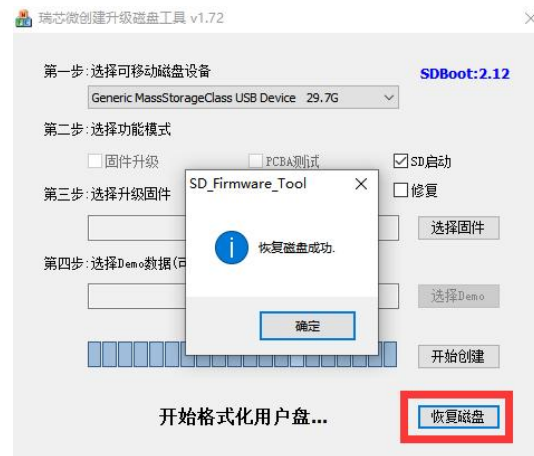 瑞芯微创建升级磁盘工具 v1.72
第一步:选择可移动磁盘设备
SDBoot:2.12
Generic MassStorageClass USB Device 29.7G
第二步:选择功能模式
固件升级
PCBA测试
SD启动
SD_Firmware_Tool
修复
第三步:选择升级固件
选择固件
恢复磁盘成功.
第四步:选择Demo数据(可
选择Demo
确定
开始创建
开始格式化用户盘...
恢复磁盘